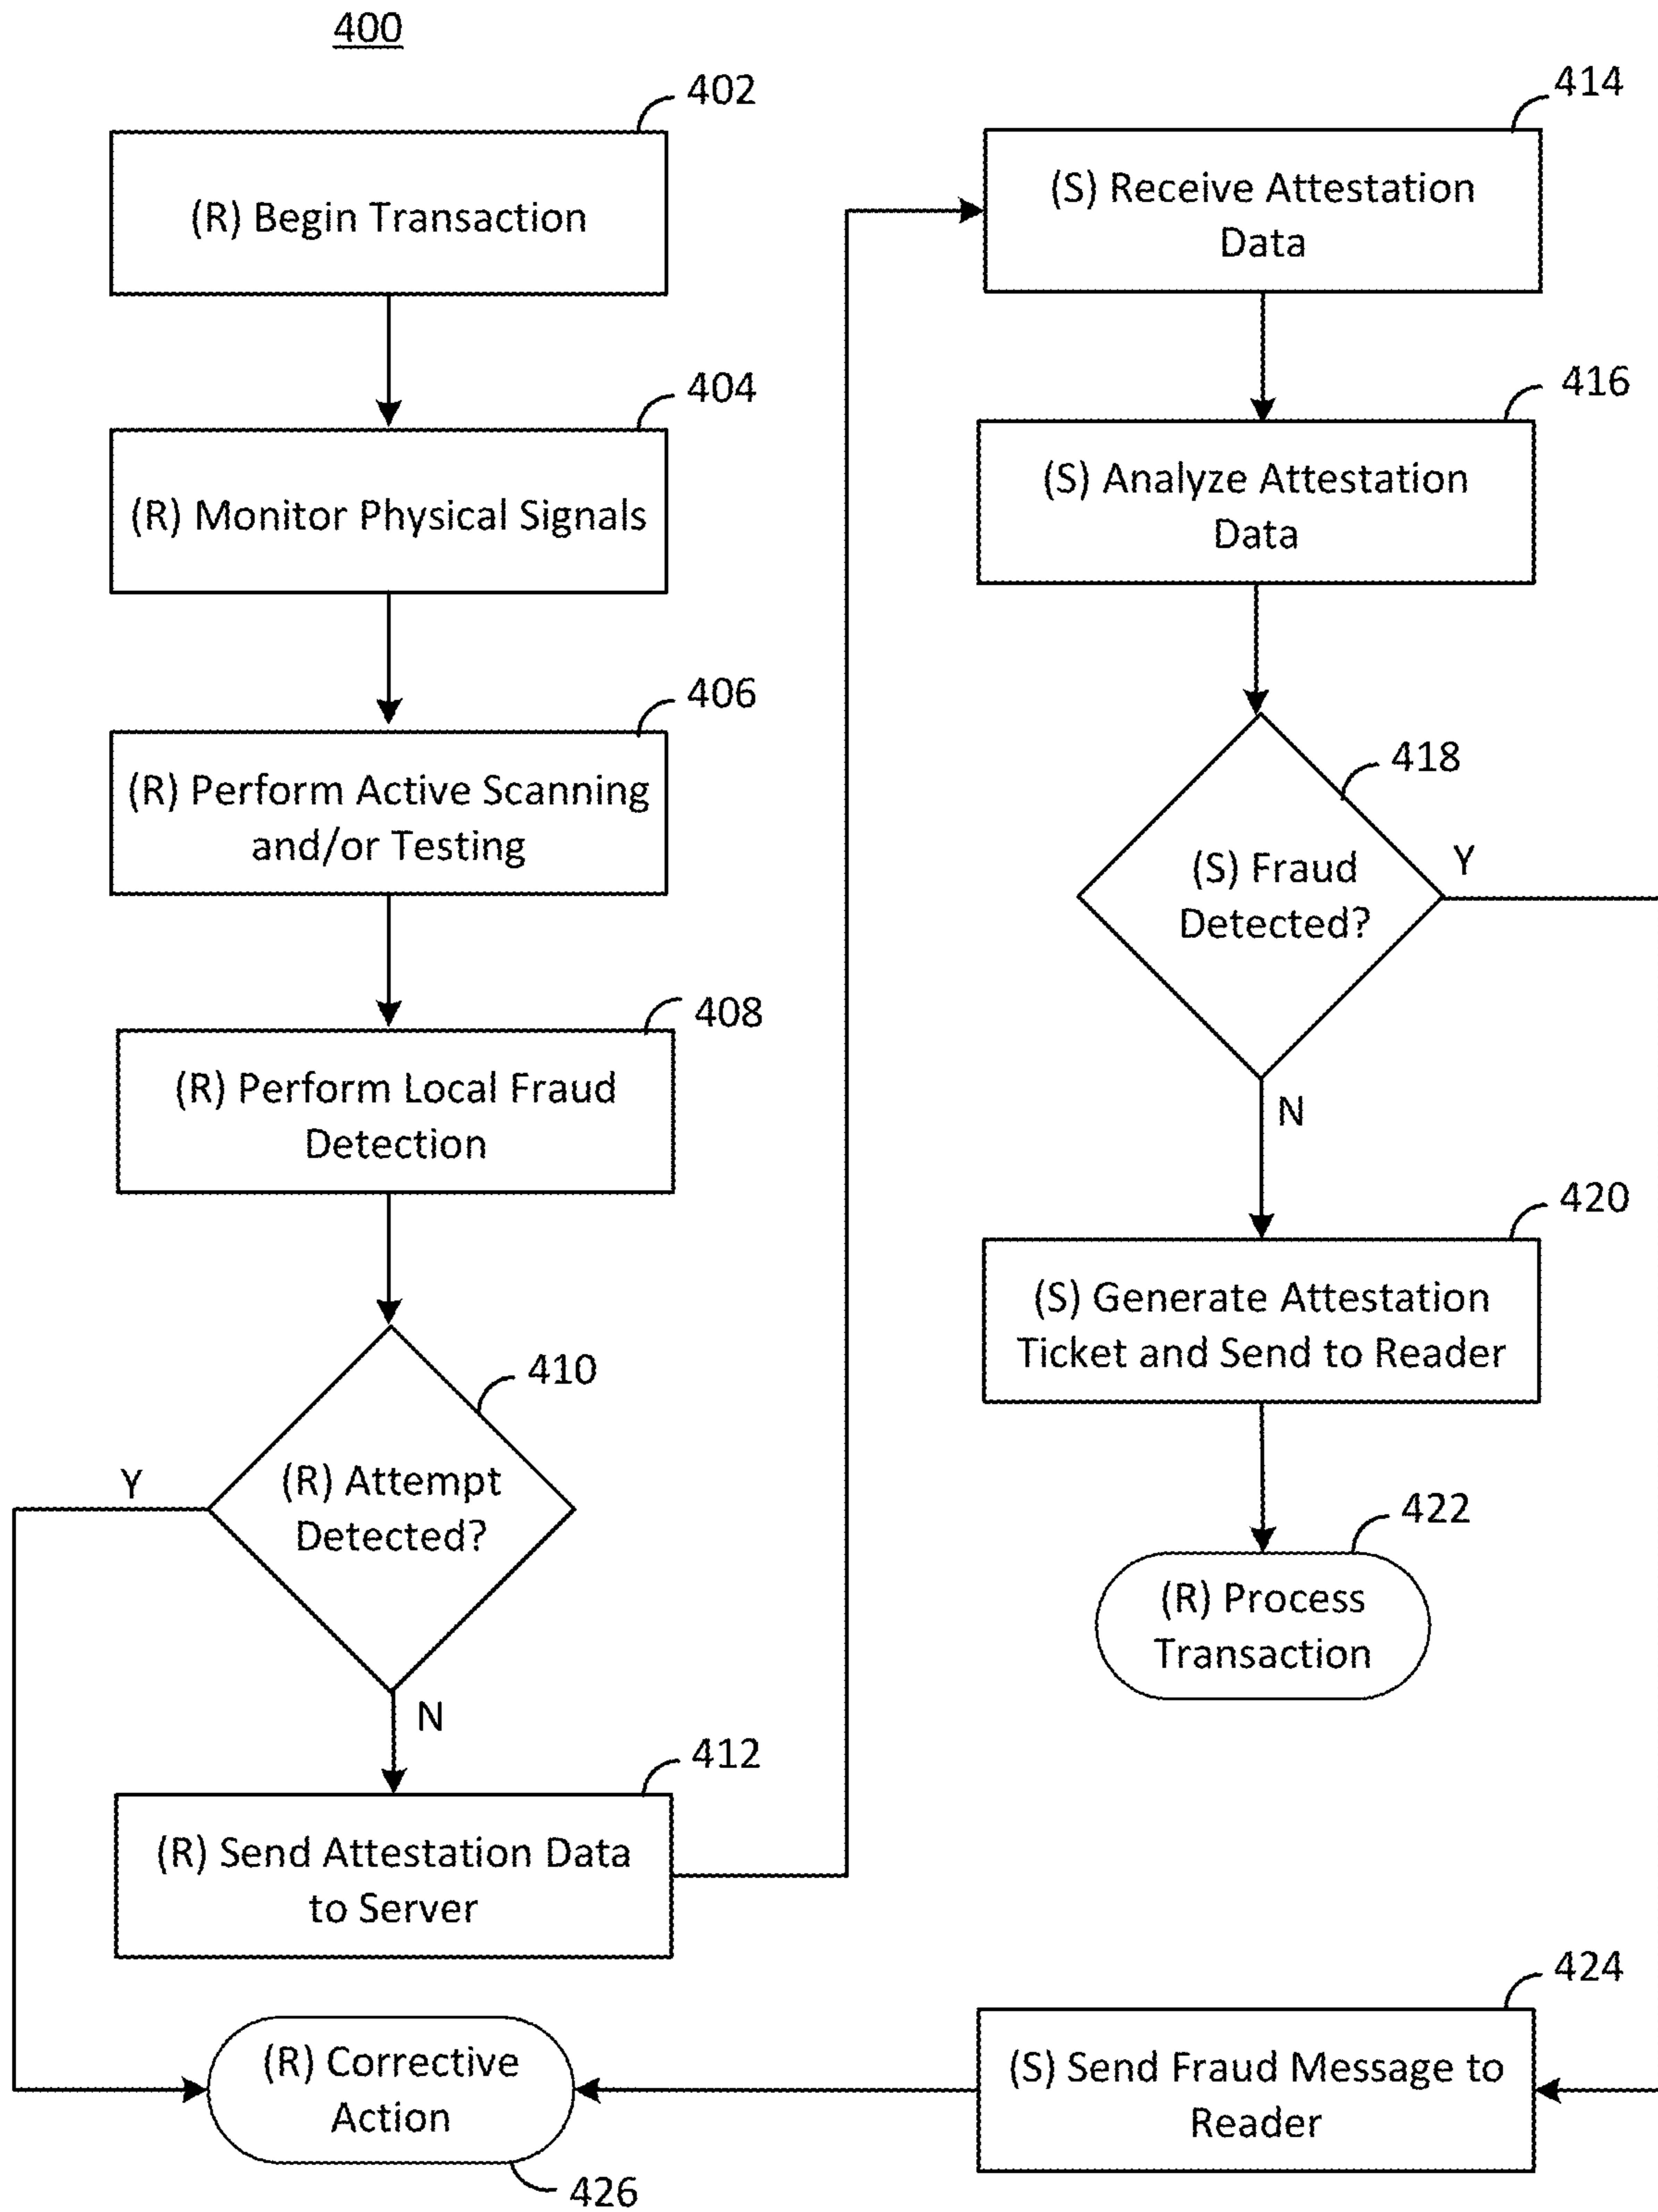 400
402
(R) Begin Transaction
404
(R) Monitor Physical Signals
406
(R) Perform Active Scanning
and/or Testing
408
(R) Perform Local Fraud
Detection
410
(R) Attempt
Detected?
Y
N
412
(R) Send Attestation Data
to Server
414
(S) Receive Attestation
Data
416
(S) Analyze Attestation
Data
418
(S) Fraud
Detected?
Y
N
420
(S) Generate Attestation
Ticket and Send to Reader
422
(R) Process
Transaction
424
(S) Send Fraud Message to
Reader
(R) Corrective
Action
426